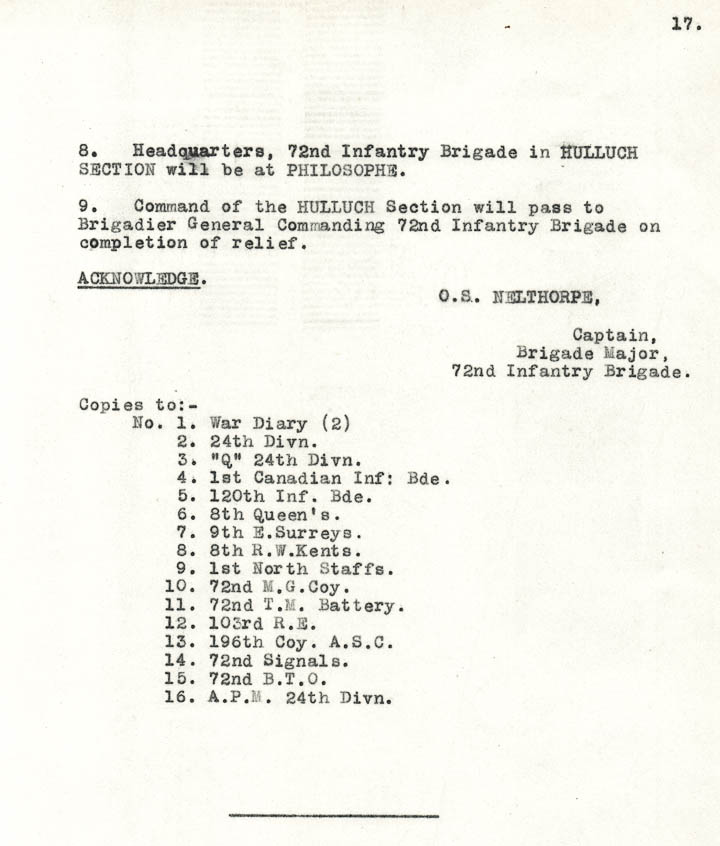 17.
8. Headquarters, 72nd Infantry Brigade in HULLUCH
SECTION will be at PHILOSOPHE.
9. Command of the HULLUCH Section will pass to
Brigadier General Commanding 72nd Infantry Brigade on
completion of relief.
ACKNOWLEDGE.
O.S. NELTHORPE,
Captain,
Brigade Major,
72nd Infantry Brigade.
Copies to:-
No. 1. War Diary (2)
2. 24th Divn.
3. "Q" 24th Divn.
4. 1st Canadian Inf: Bde.
5. 120th Inf. Bde.
6. 8th Queen's.
7. 9th E.Surreys.
8. 8th R.W.Kents.
9. 1st North Staffs.
10. 72nd M.G.Coy.
11. 72nd T.M. Battery.
12. 103rd R.E.
13. 196th Coy. A.S.C.
14. 72nd Signals.
15. 72nd B.T.O.
16. A.P.M. 24th Divn.